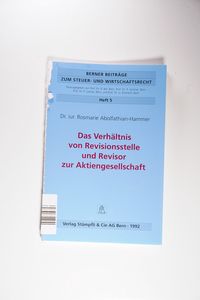 BERNER BEITRÄGE
ZUM STEUER- UND WIRTSCHAFTSRECHT
Heft 5
Dr. iur. Rosmarie Abolfathian-Hammer
Das Verhältnis
von Revisionsstelle
und Revisor
zur Aktiengesellschaft
Verlag Stämpfli & Cie AG Bern · 1992